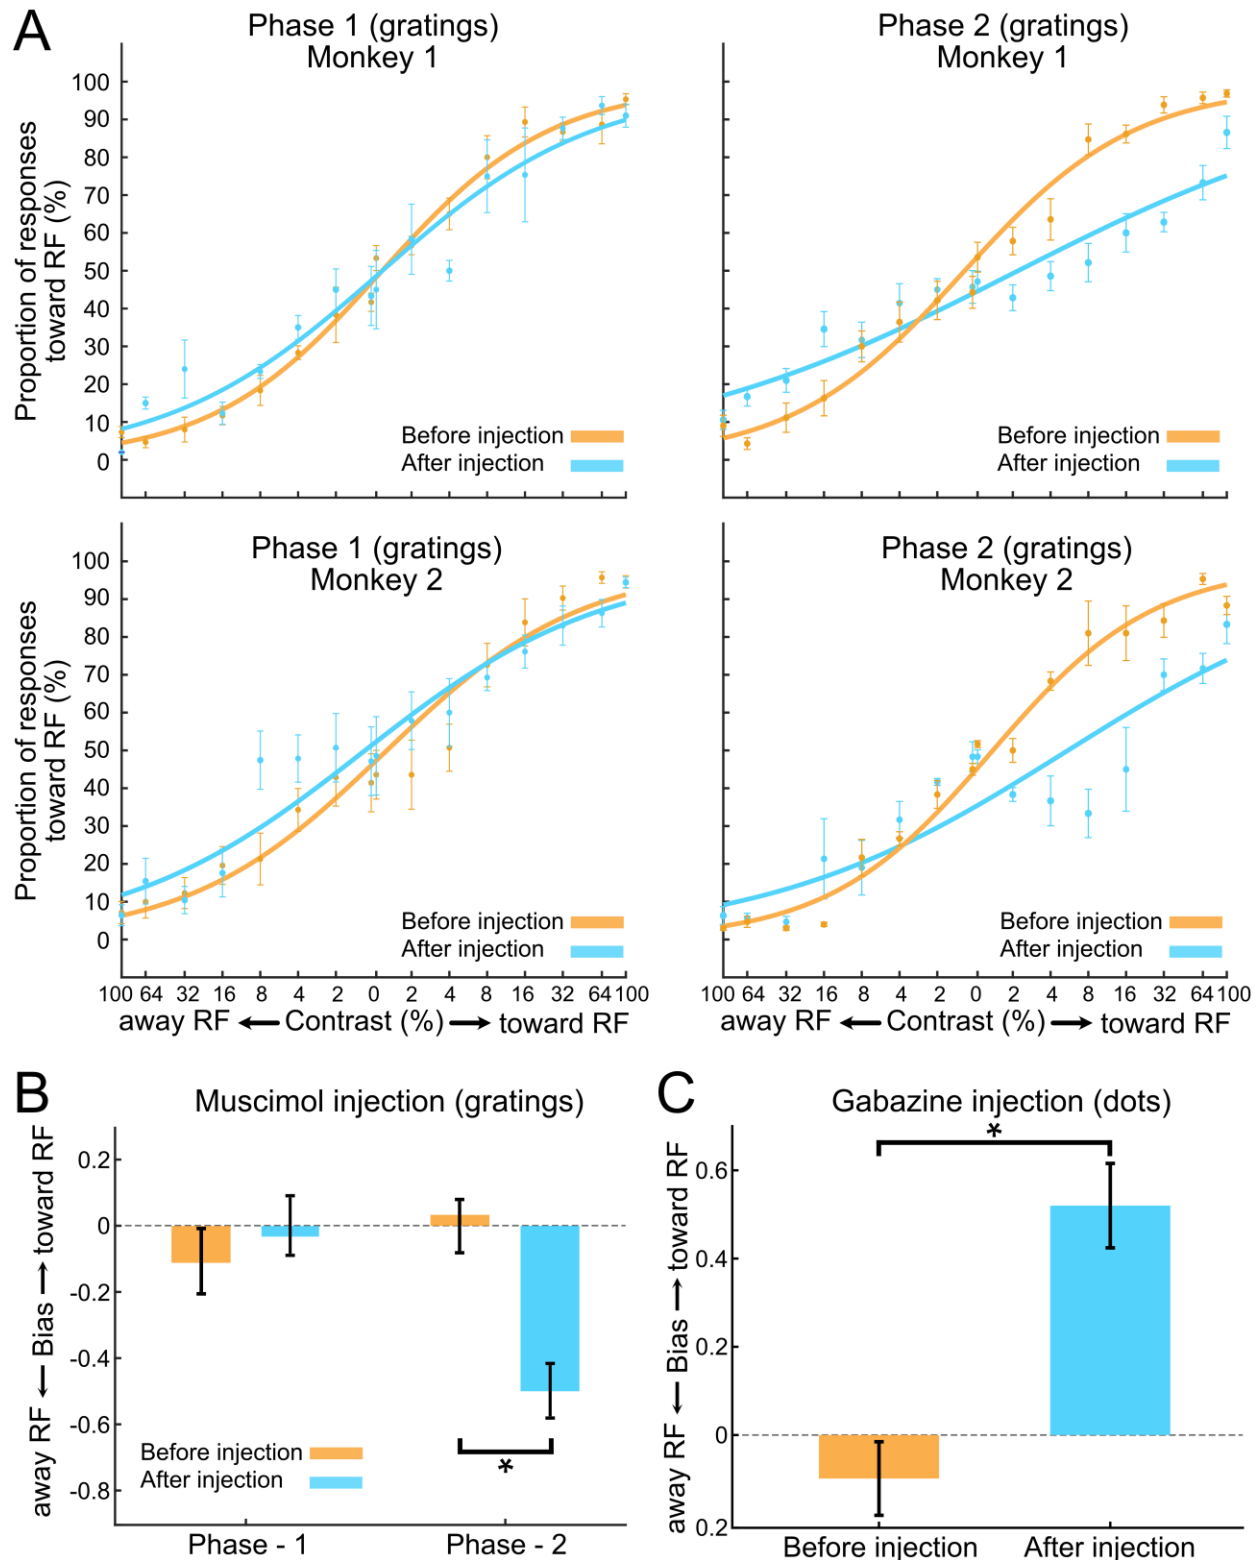 A
Phase 1 (gratings)
Monkey 1
Proportion of responses
toward RF (%)
100
90
80
70
60
50
40
30
20
10
0
Before injection
After injection
Phase 2 (gratings)
Monkey 1
Before injection
After injection
Phase 1 (gratings)
Monkey 2
Proportion of responses
toward RF (%)
100
90
80
70
60
50
40
30
20
10
0
Before injection
After injection
100 64 32 16 8 4 2 0 2 4 8 16 32 64 100
away RF Contrast (%) toward RF
Phase 2 (gratings)
Monkey 2
Before injection
After injection
100 64 32 16 8 4 2 0 2 4 8 16 32 64 100
away RF Contrast (%) toward RF
B
Muscimol injection (gratings)
away RF Bias toward RF
0.2
0
-0.2
-0.4
-0.6
-0.8
*
Before injection
After injection
Phase - 1 Phase - 2
C
Gabazine injection (dots)
away RF Bias toward RF
*
0.6
0.4
0.2
0
0.2
Before injection After injection